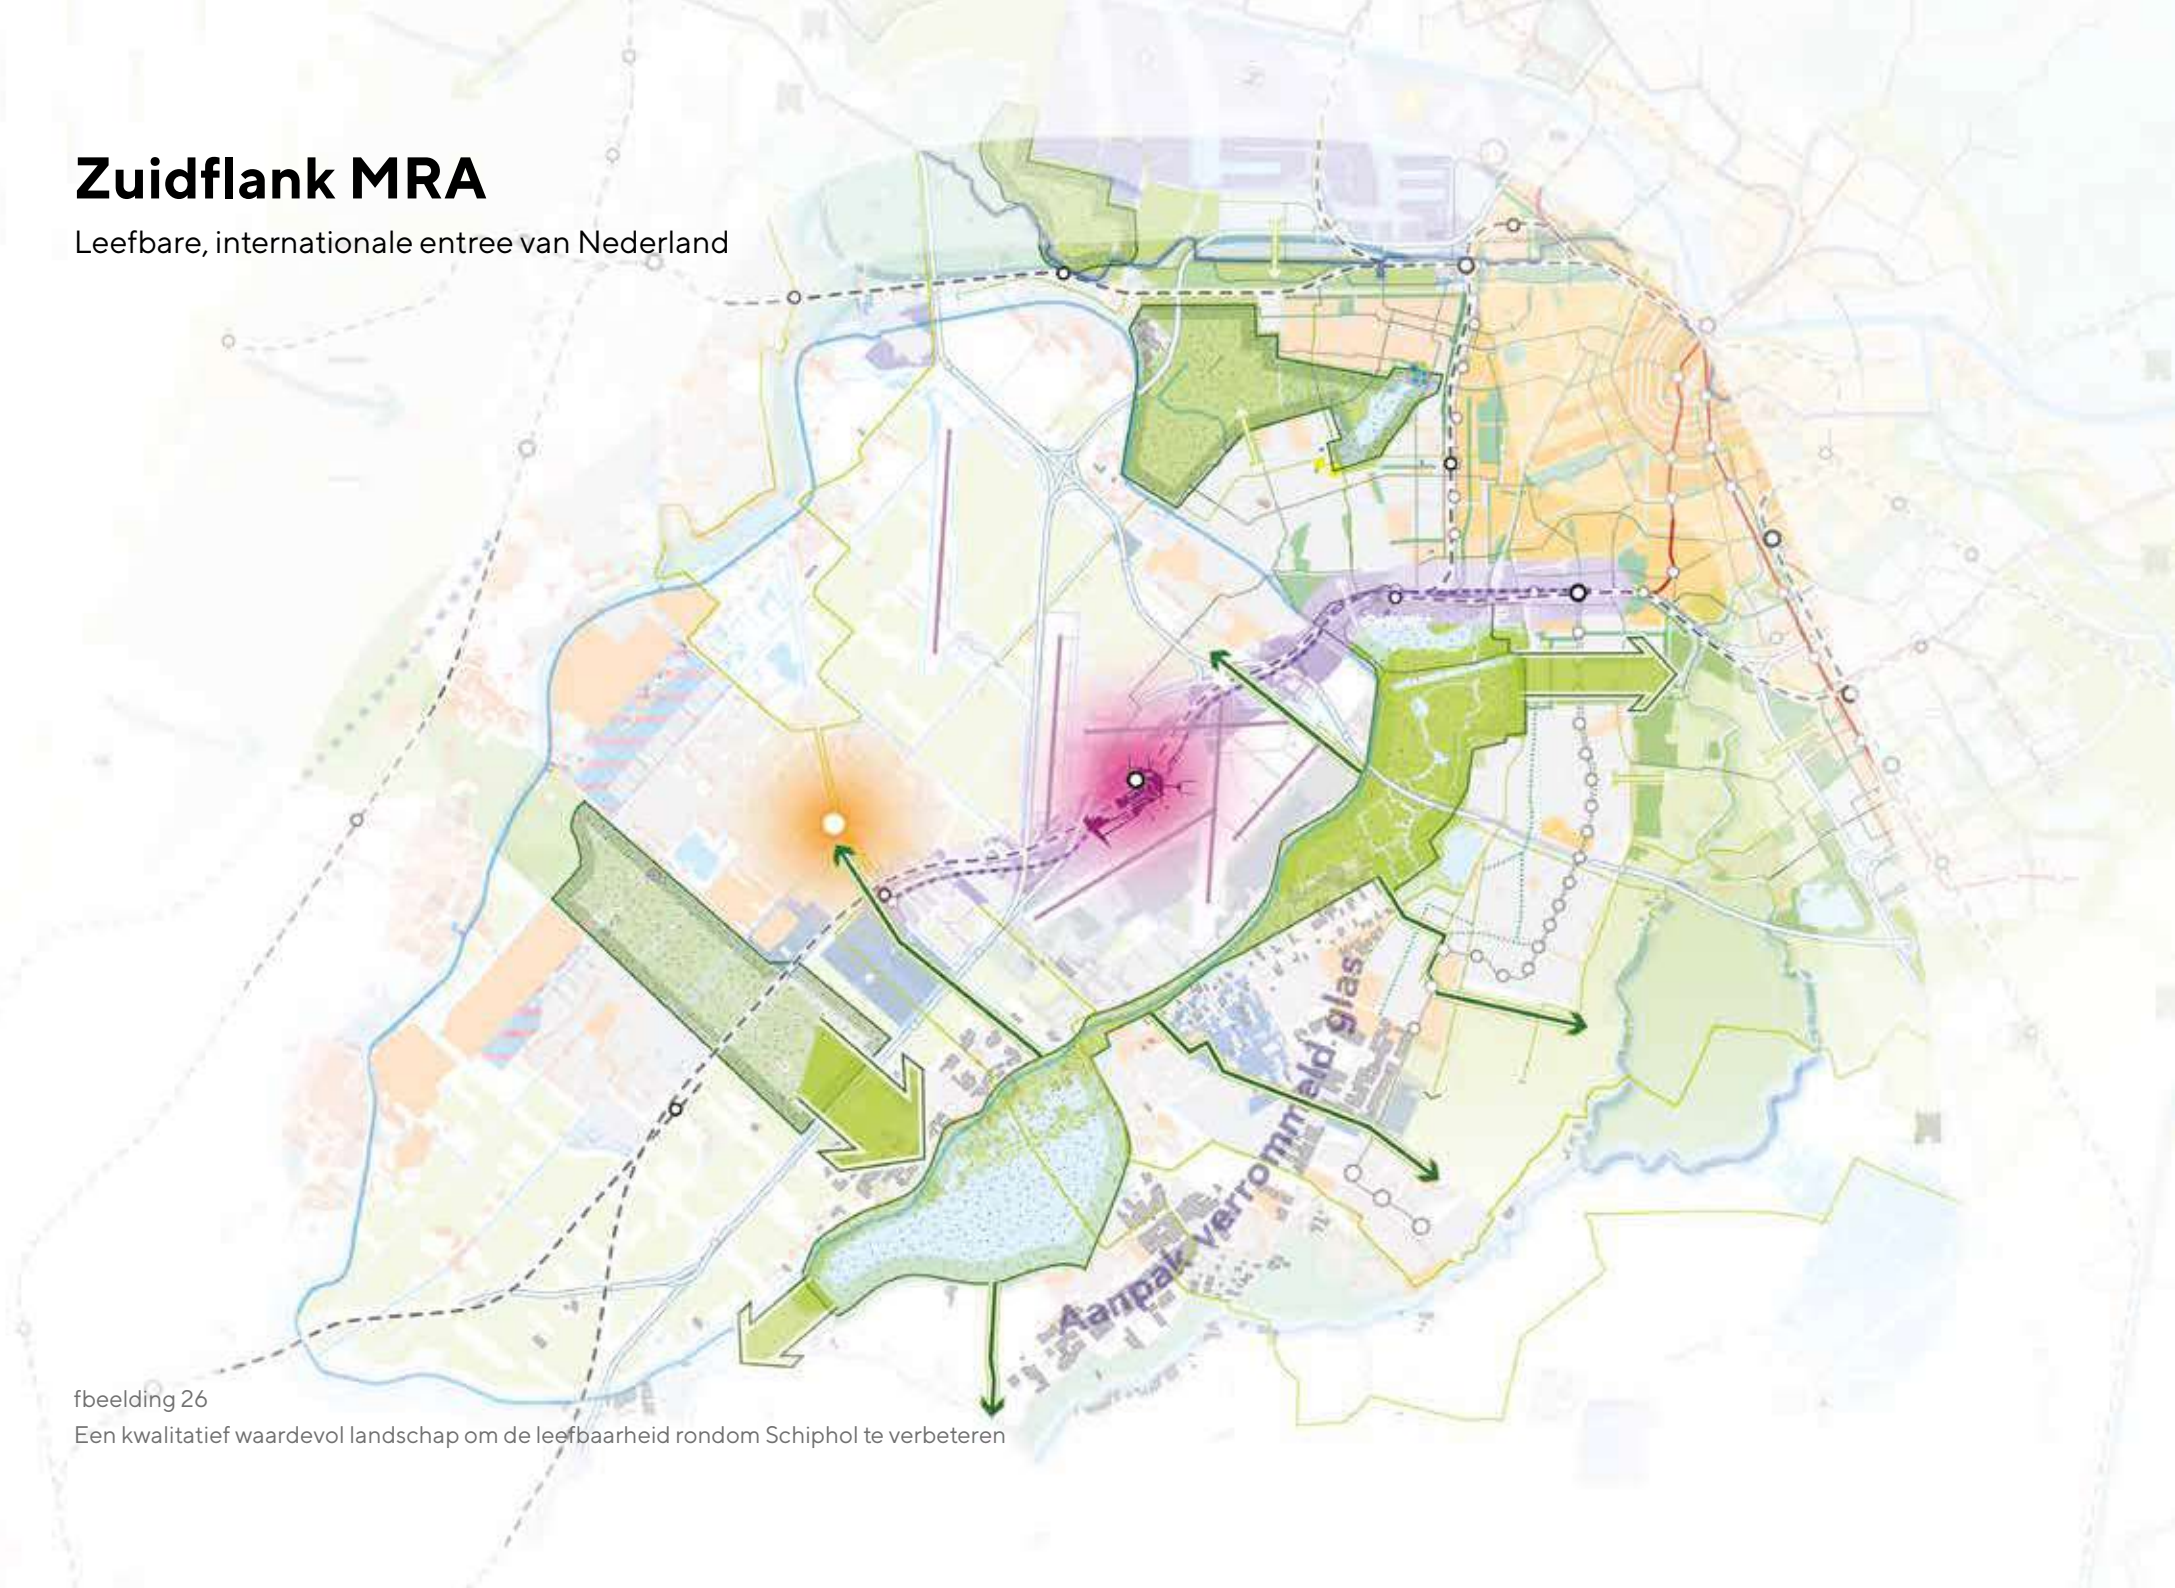 Zuidflank MRA
Leefbare, internationale entree van Nederland
Aanpak verrommeld glas
fbeelding 26
Een kwalitatief waardevol landschap om de leefbaarheid rondom Schiphol te verbeteren